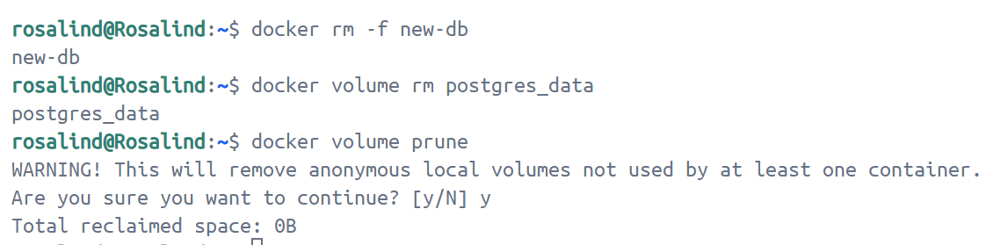 rosalind@Rosalind:~$ docker rm -f new-db
new-db
rosalind@Rosalind:~$ docker volume rm postgres_data
postgres_data
rosalind@Rosalind:~$ docker volume prune
WARNING! This will remove anonymous local volumes not used by at least one container.
Are you sure you want to continue? [y/N] y
Total reclaimed space: 0B